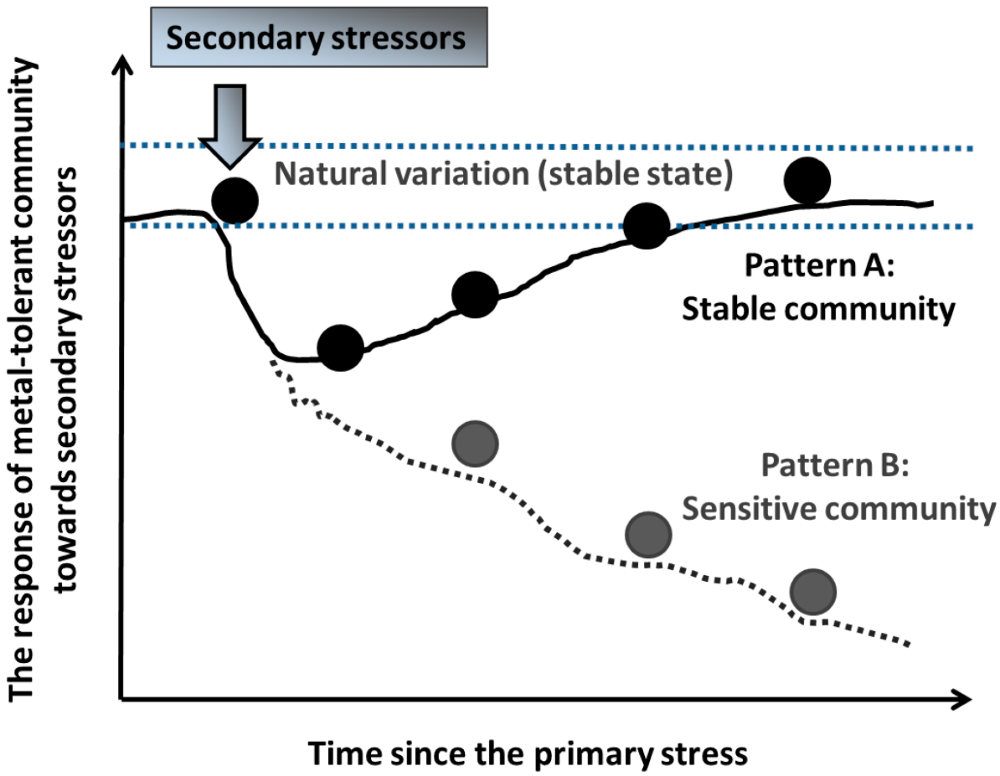 Secondary stressors
The response of metal-tolerant community
towards secondary stressors
Natural variation (stable state)
Pattern A:
Stable community
Pattern B:
Sensitive community
Time since the primary stress